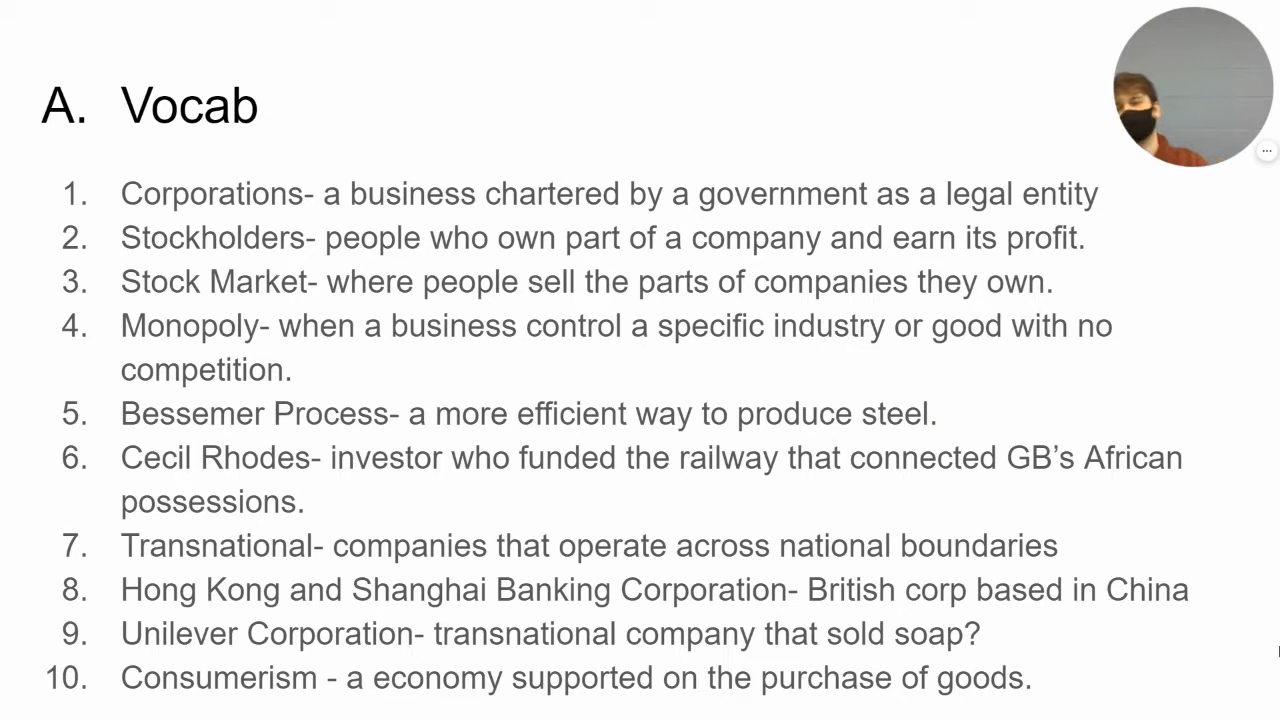 A. Vocab
1. Corporations- a business chartered by a government as a legal entity
2. Stockholders- people who own part of a company and earn its profit.
3. Stock Market- where people sell the parts of companies they own.
4. Monopoly- when a business control a specific industry or good with no
competition.
5. Bessemer Process- a more efficient way to produce steel.
6. Cecil Rhodes- investor who funded the railway that connected GB’s African
possessions.
7. Transnational- companies that operate across national boundaries
8. Hong Kong and Shanghai Banking Corporation- British corp based in China
9. Unilever Corporation- transnational company that sold soap?
10. Consumerism - a economy supported on the purchase of goods.